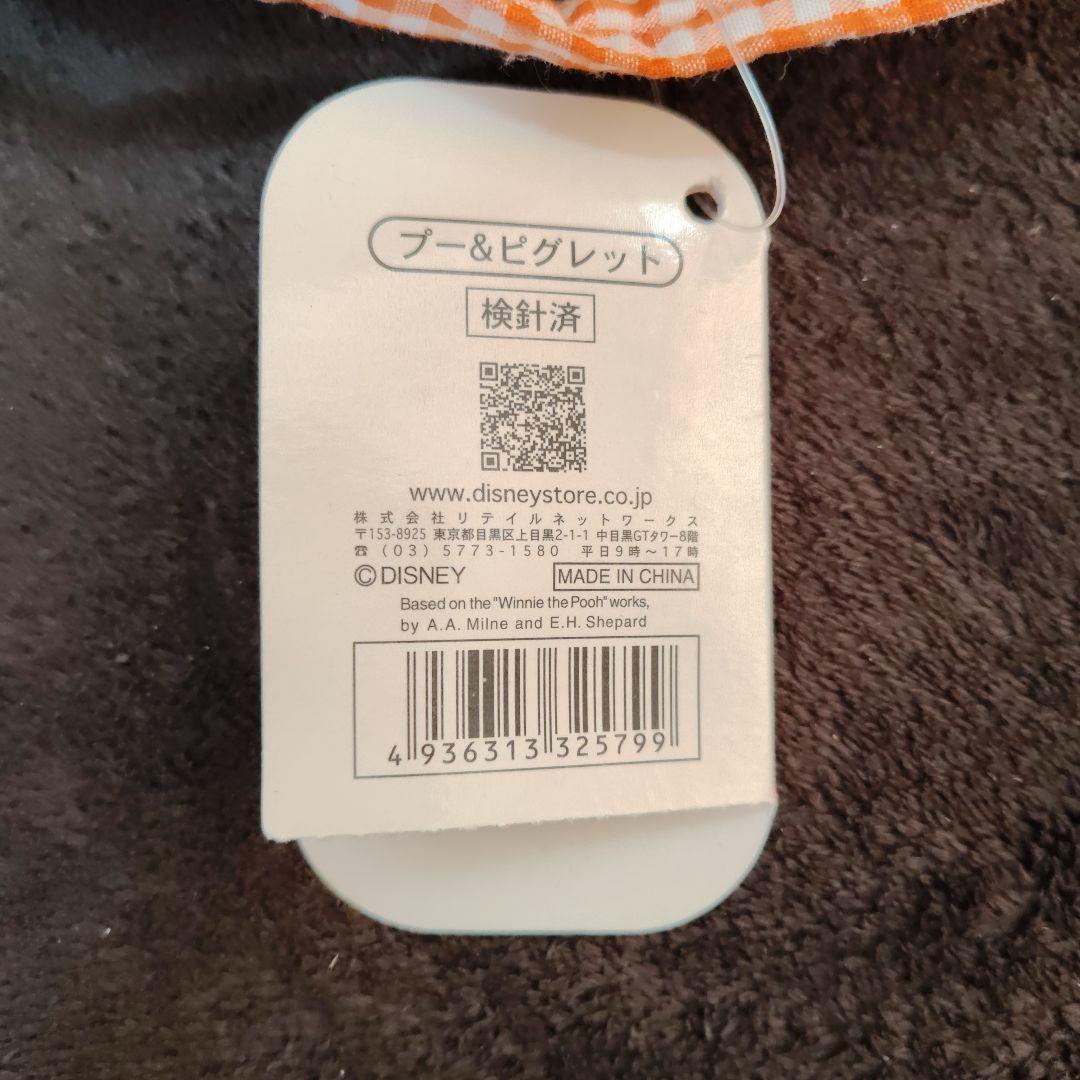 プー&ピグレット
検針済
www.disneystore.co.jp
株式会社リテイルネットワークス
〒153-8925 東京都目黒区上目黒2-1-1 中目黒GTタワー8階
☎(03)5773-1580 平日9時〜17時
©DISNEY MADE IN CHINA
Based on the "Winnie the Pooh" works,
by A.A. Milne and E.H. Shepard
4 936313 325799